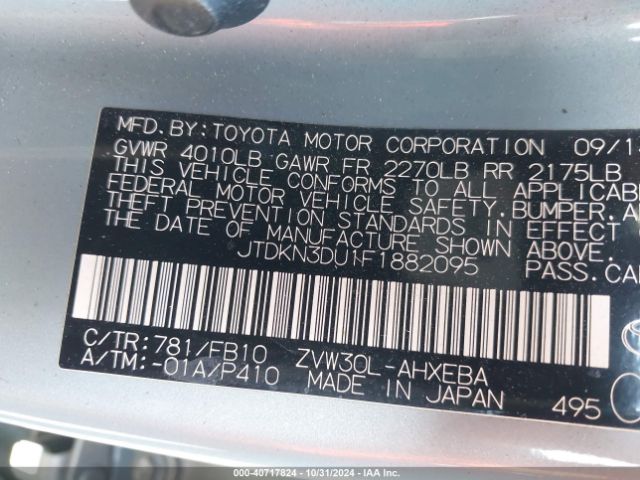 MFD. BY: TOYOTA MOTOR CORPORATION 09/1
GVWR 4010LB GAWR FR 2270LB RR 2175LB
THIS VEHICLE CONFORMS TO ALL APPLICAB
FEDERAL MOTOR VEHICLE SAFETY, BUMPER, A
THEFT PREVENTION STANDARDS IN EFFECT
THE DATE OF MANUFACTURE SHOWN ABOVE.
JTDKN3DU1F1882095 PASS. CA
C/TR: 781/FB10 ZVW30L-AHXEBA
A/TM: -01A/P410 MADE IN JAPAN 495
000-40717824 - 10/31/2024 - IAA Inc.